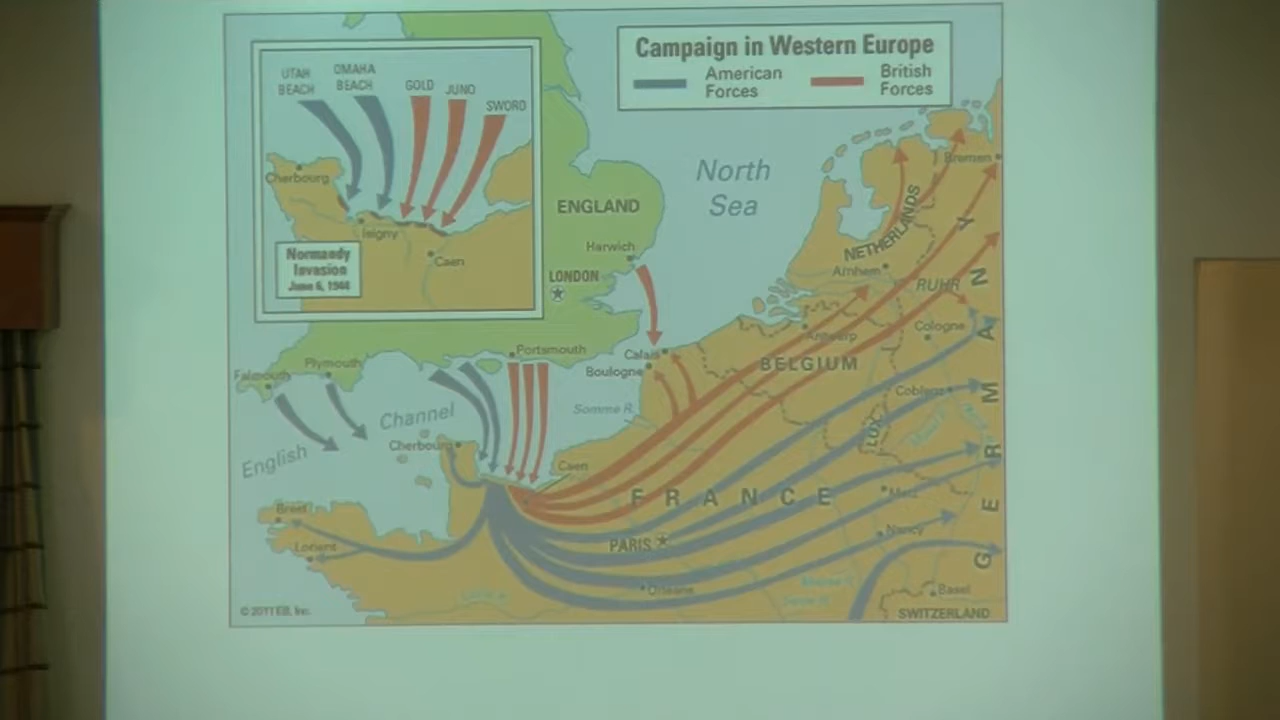 Campaign in Western Europe
American
Forces
British
Forces
UTAH
BEACH
OMAHA
BEACH
GOLD
JUNO
SWORD
Cherbourg
Isigny
Caen
Normandy
Invasion
June 6, 1944
North
Sea
ENGLAND
Harwich
LONDON
Portsmouth
Plymouth
Falmouth
English
Channel
Cherbourg
Calais
Boulogne
Somme R.
Caen
Brest
Lorient
FRANCE
PARIS
Orléans
BELGIUM
Antwerp
NETHERLANDS
Arnhem
Bremen
RUHR
Cologne
Coblenz
LUX.
Metz
Nancy
GERMANY
Basel
SWITZERLAND
© 2011 EB, Inc.